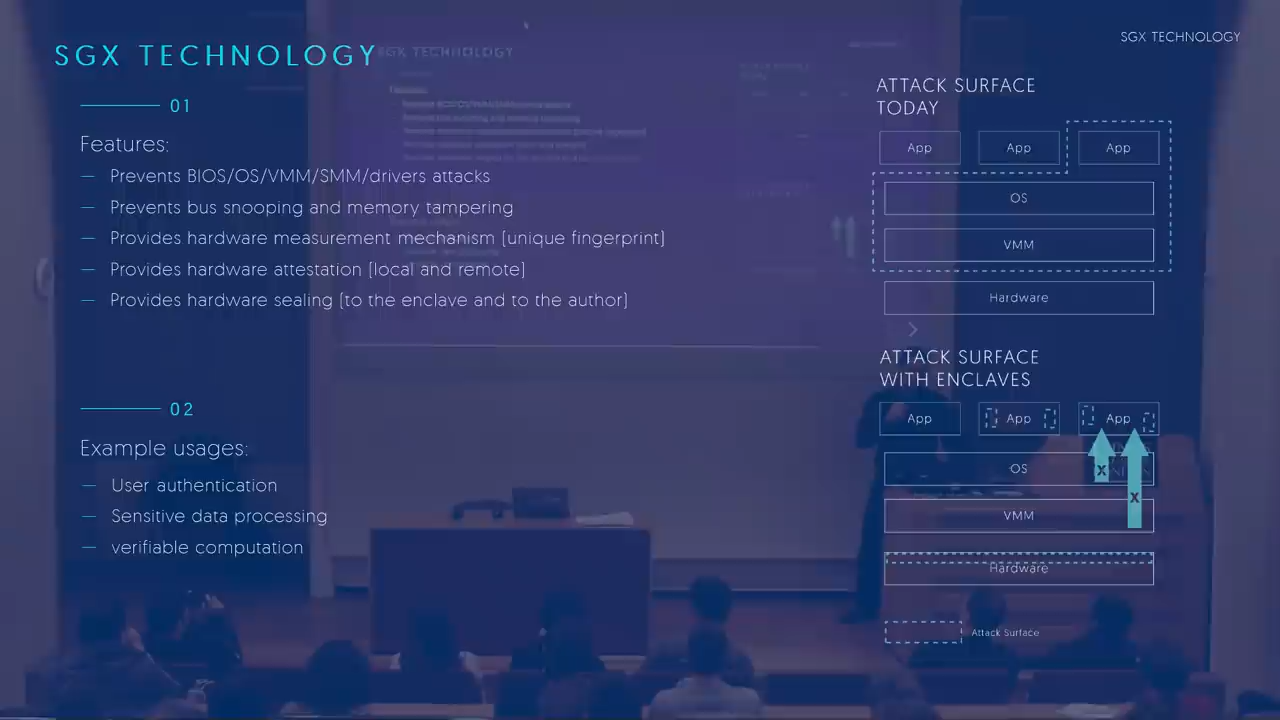 SGX TECHNOLOGY
SGX TECHNOLOGY
01
Features:
— Prevents BIOS/OS/VMM/SMM/drivers attacks
— Prevents bus snooping and memory tampering
— Provides hardware measurement mechanism (unique fingerprint)
— Provides hardware attestation (local and remote)
— Provides hardware sealing (to the enclave and to the author)
02
Example usages:
— User authentication
— Sensitive data processing
— verifiable computation
ATTACK SURFACE
TODAY
App App App
OS
VMM
Hardware
ATTACK SURFACE
WITH ENCLAVES
App App App
OS
X
X
VMM
Hardware
Attack Surface
SGX TECHNOLOGY